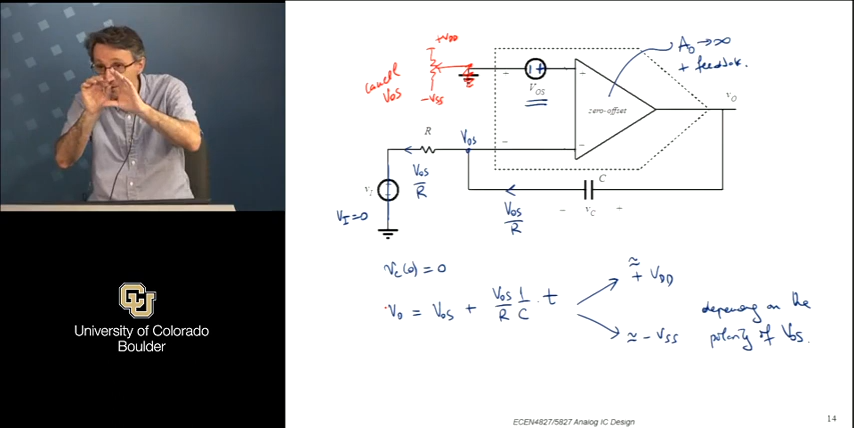 +VDD
cancel
VOS
-VSS
VOS
A0 → ∞
+ feedback.
zero-offset
vO
R
VOS
VOS
R
vI
VI=0
C
vC
VOS
R
University of Colorado
Boulder
vC(0) = 0
vO = VOS + VOS/R 1/C · t
≈ + VDD
≈ - VSS
depending on the
polarity of VOS.
ECEN4827/5827 Analog IC Design
14